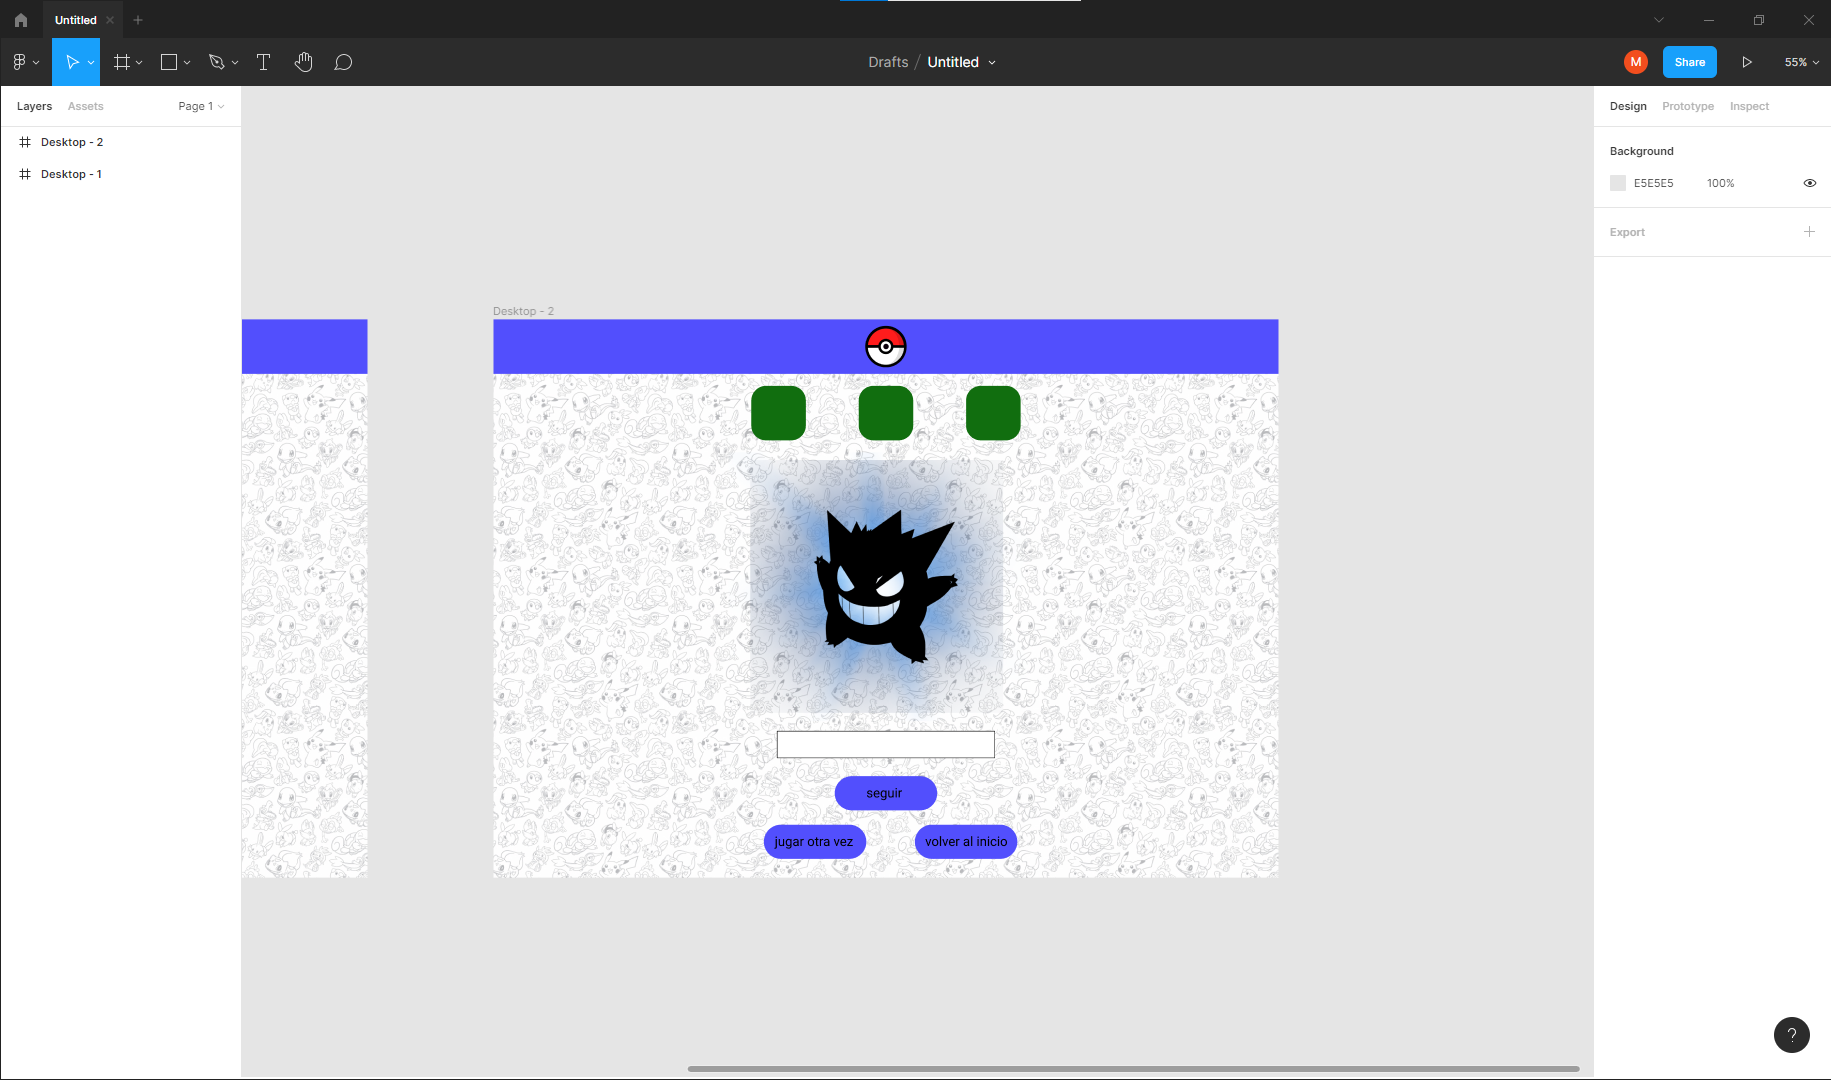 Untitled
Drafts / Untitled
M
Share
55%
Layers
Assets
Page 1
Desktop - 2
Desktop - 1
Design
Prototype
Inspect
Background
E5E5E5
100%
Export
Desktop - 2
seguir
jugar otra vez
volver al inicio
?